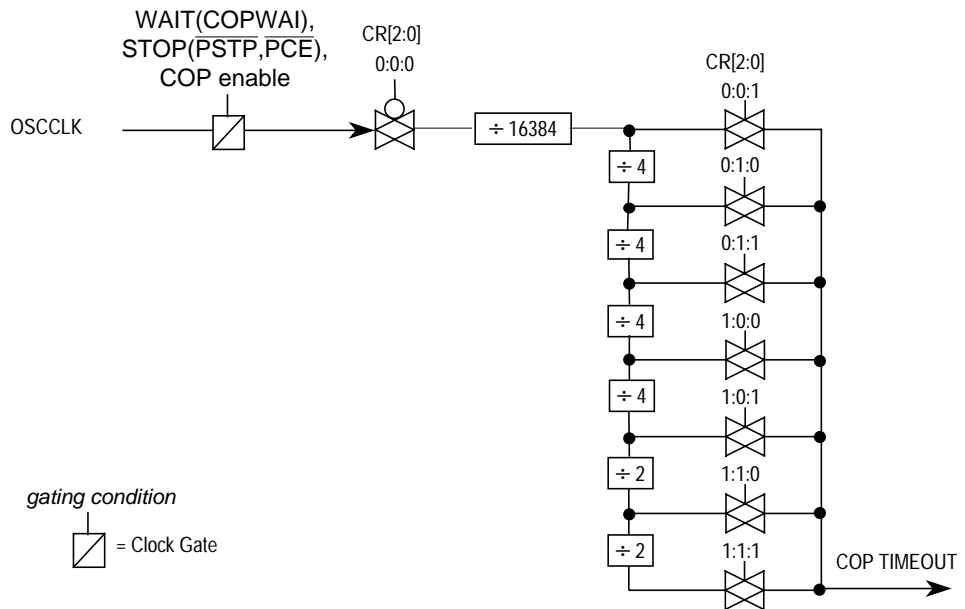 WAIT(COPWAI),
STOP(PSTP,PCE),
COP enable
CR[2:0]
0:0:0
OSCCLK
÷ 16384
CR[2:0]
0:0:1
÷ 4
0:1:0
÷ 4
0:1:1
÷ 4
1:0:0
÷ 4
1:0:1
÷ 2
1:1:0
÷ 2
1:1:1
COP TIMEOUT
gating condition
= Clock Gate